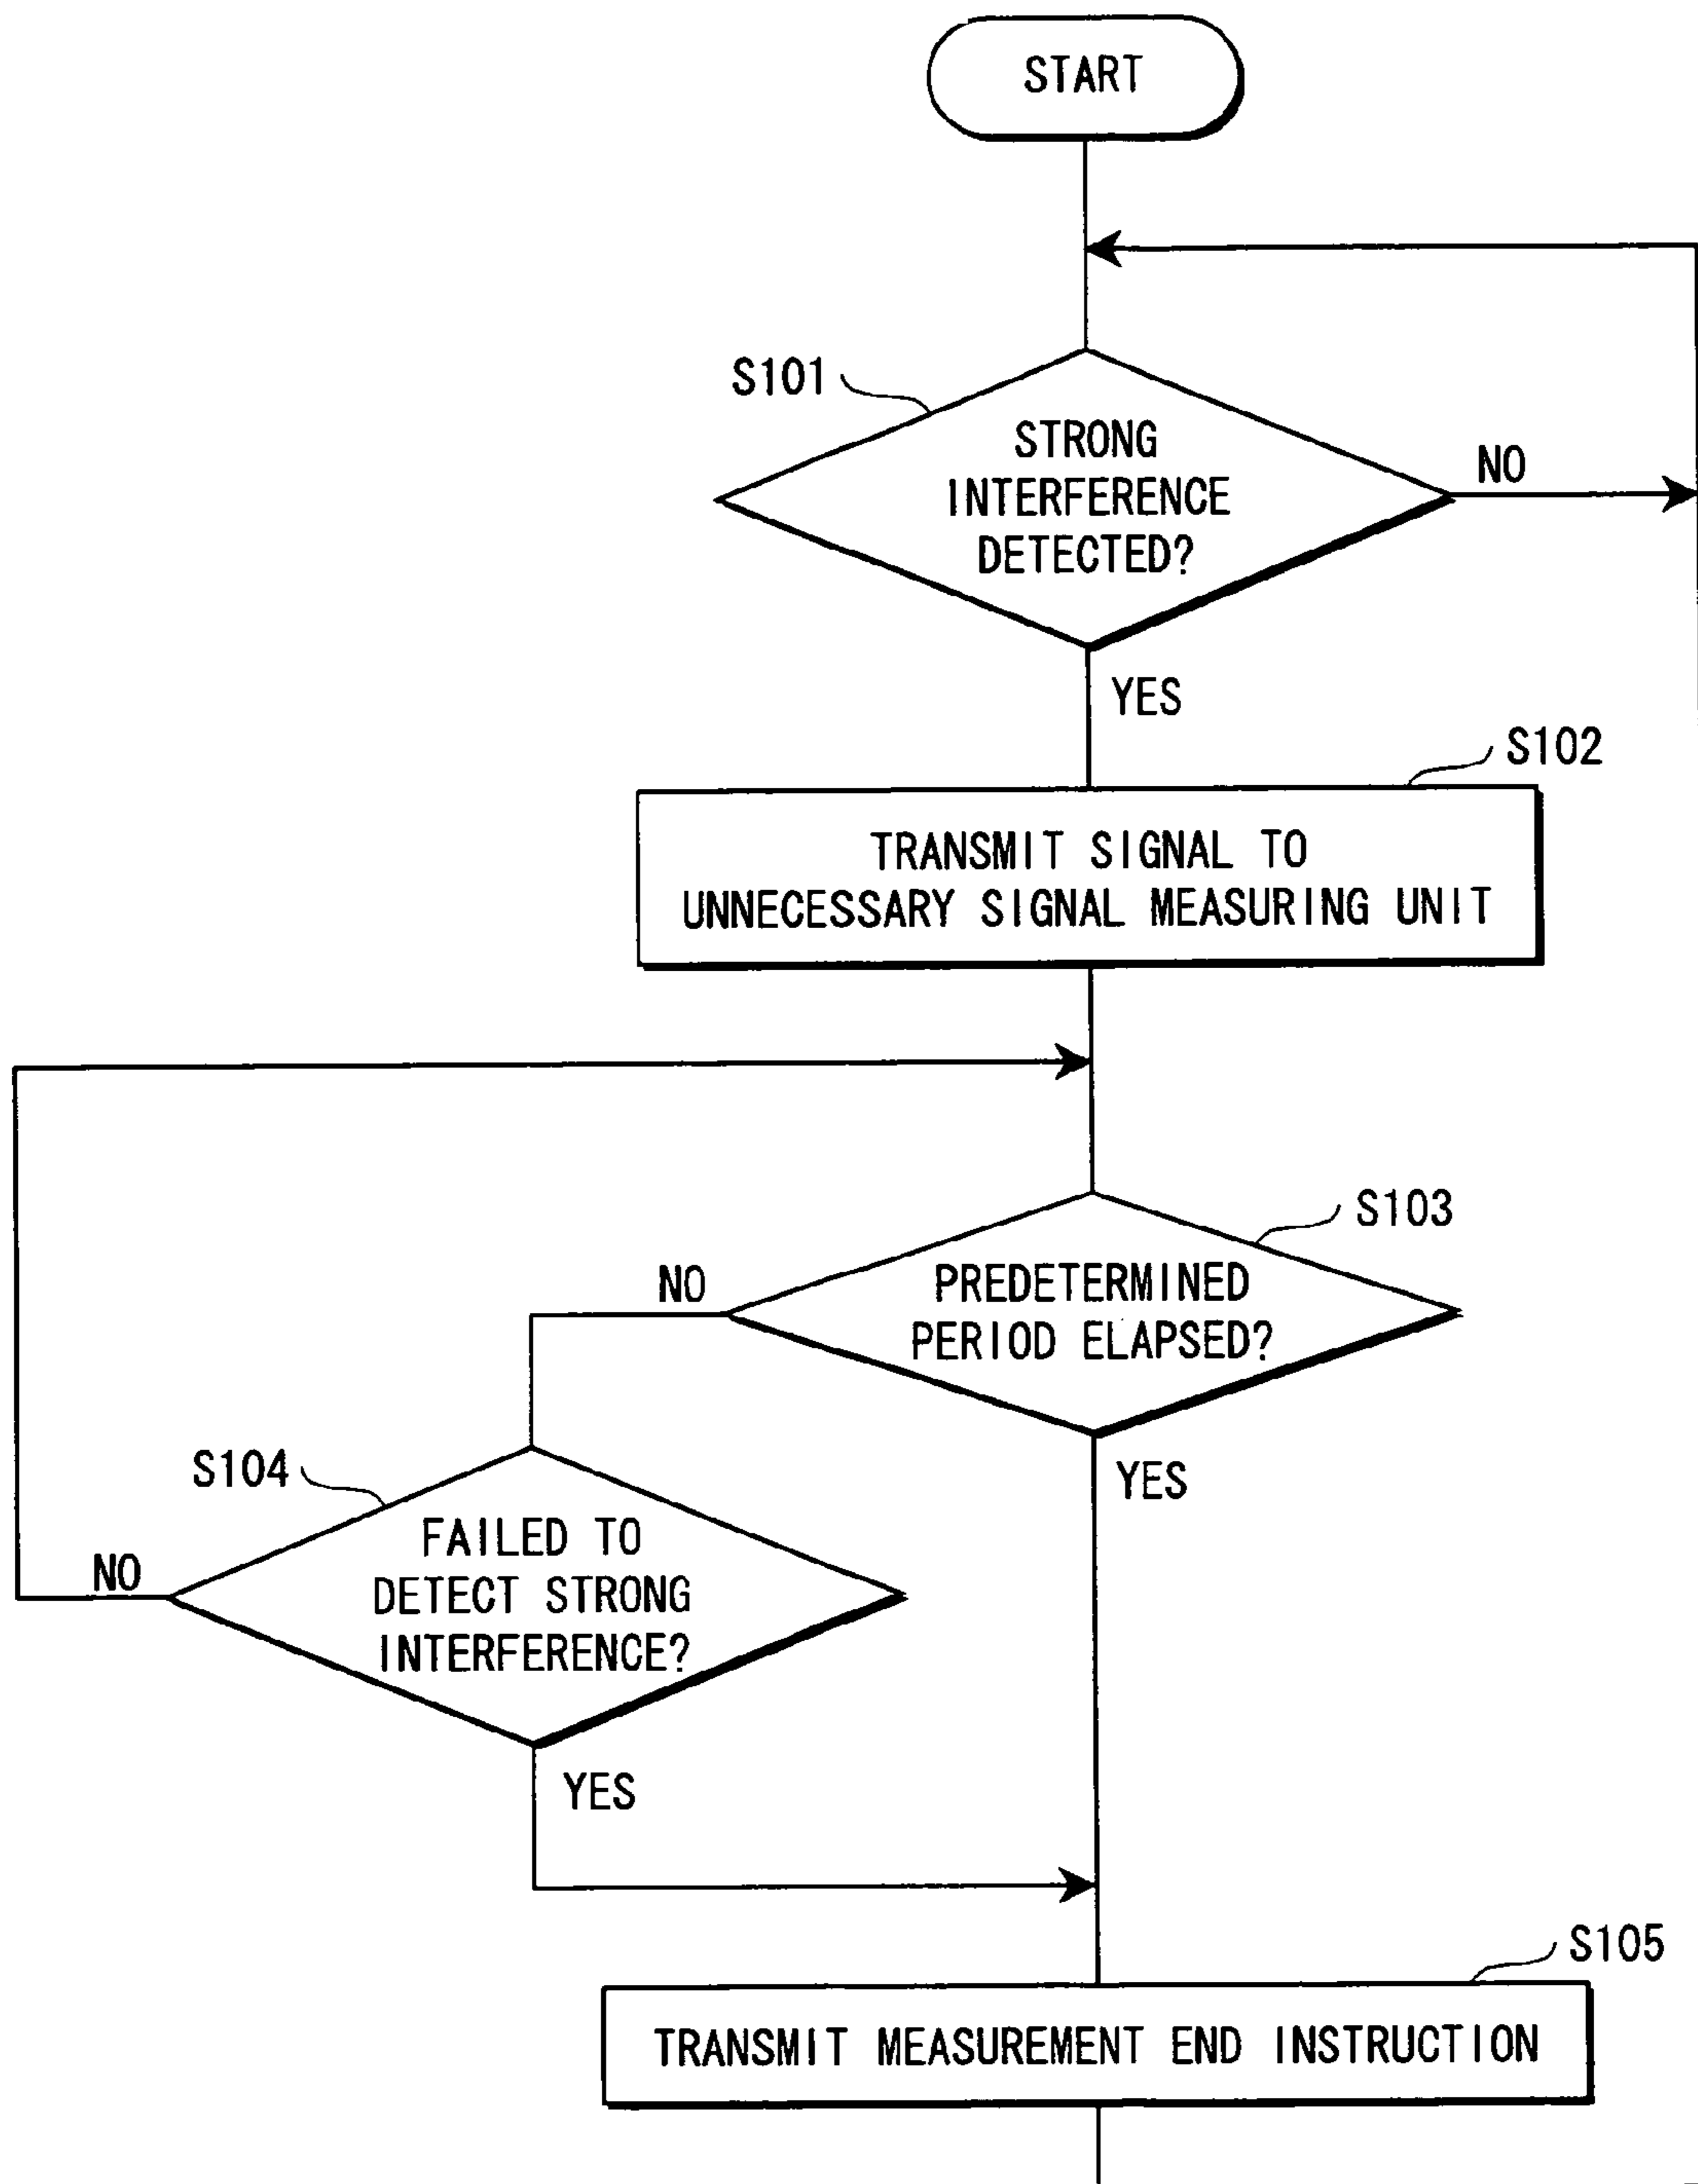 START
S101
STRONG
INTERFERENCE
DETECTED?
NO
YES
S102
TRANSMIT SIGNAL TO
UNNECESSARY SIGNAL MEASURING UNIT
S103
NO
PREDETERMINED
PERIOD ELAPSED?
YES
S104
NO
FAILED TO
DETECT STRONG
INTERFERENCE?
YES
S105
TRANSMIT MEASUREMENT END INSTRUCTION